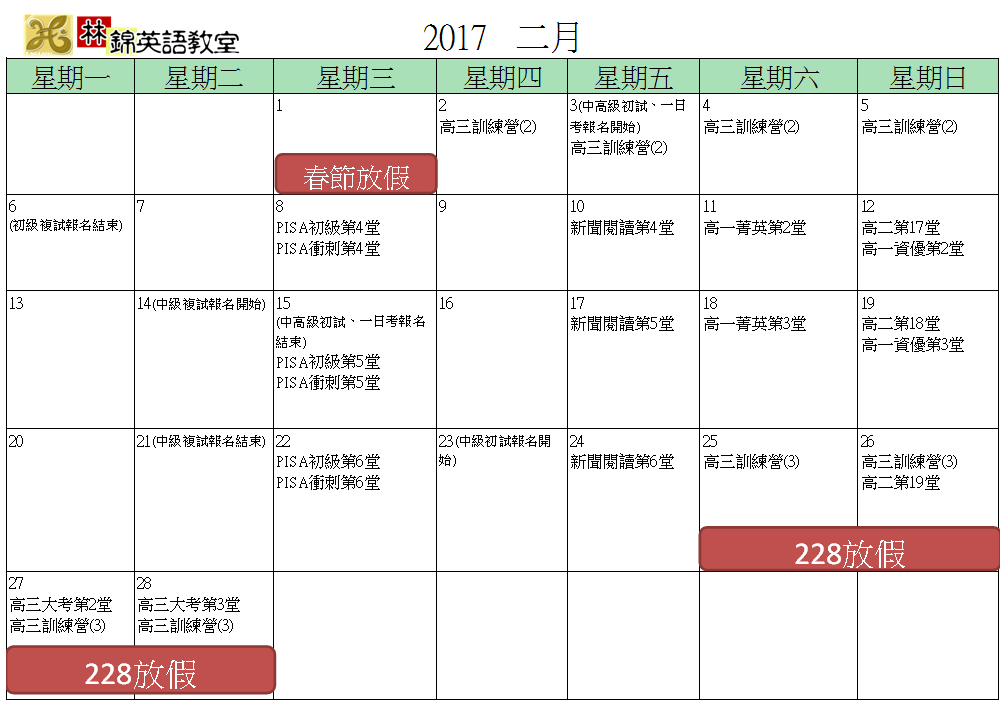 林錦英語教室
2017 二月
星期一 星期二 星期三 星期四 星期五 星期六 星期日
1
春節放假
2
高三訓練營(2)
3(中高級初試、一日
考報名開始)
高三訓練營(2)
4
高三訓練營(2)
5
高三訓練營(2)
6
(初級複試報名結束)
7
8
PISA初級第4堂
PISA衝刺第4堂
9
10
新聞閱讀第4堂
11
高一菁英第2堂
12
高二第17堂
高一資優第2堂
13
14(中級複試報名開始)
15
(中高級初試、一日考報名
結束)
PISA初級第5堂
PISA衝刺第5堂
16
17
新聞閱讀第5堂
18
高一菁英第3堂
19
高二第18堂
高一資優第3堂
20
21(中級複試報名結束)
22
PISA初級第6堂
PISA衝刺第6堂
23(中級初試報名開
始)
24
新聞閱讀第6堂
25
高三訓練營(3)
26
高三訓練營(3)
高二第19堂
228放假
27
高三大考第2堂
高三訓練營(3)
28
高三大考第3堂
高三訓練營(3)
228放假